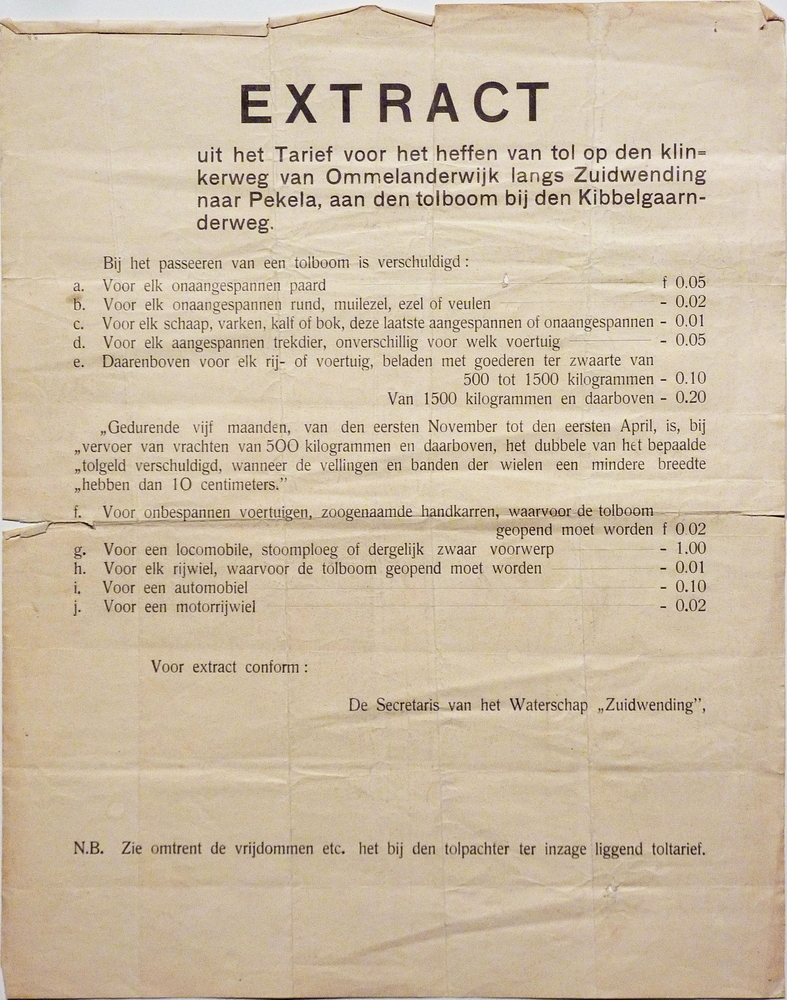 EXTRACT
uit het Tarief voor het heffen van tol op den klin=
kerweg van Ommelanderwijk langs Zuidwending
naar Pekela, aan den tolboom bij den Kibbelgaarn-
derweg.
Bij het passeeren van een tolboom is verschuldigd :
a. Voor elk onaangespannen paard f 0.05
b. Voor elk onaangespannen rund, muilezel, ezel of veulen - 0.02
c. Voor elk schaap, varken, kalf of bok, deze laatste aangespannen of onaangespannen - 0.01
d. Voor elk aangespannen trekdier, onverschillig voor welk voertuig - 0.05
e. Daarenboven voor elk rij- of voertuig, beladen met goederen ter zwaarte van
500 tot 1500 kilogrammen - 0.10
Van 1500 kilogrammen en daarboven - 0.20
„Gedurende vijf maanden, van den eersten November tot den eersten April, is, bij
„vervoer van vrachten van 500 kilogrammen en daarboven, het dubbele van het bepaalde
„tolgeld verschuldigd, wanneer de vellingen en banden der wielen een mindere breedte
„hebben dan 10 centimeters.”
f. Voor onbespannen voertuigen, zoogenaamde handkarren, waarvoor de tolboom
geopend moet worden f 0.02
g. Voor een locomobile, stoomploeg of dergelijk zwaar voorwerp - 1.00
h. Voor elk rijwiel, waarvoor de tolboom geopend moet worden - 0.01
i. Voor een automobiel - 0.10
j. Voor een motorrijwiel - 0.02
Voor extract conform :
De Secretaris van het Waterschap „Zuidwending”,
N.B. Zie omtrent de vrijdommen etc. het bij den tolpachter ter inzage liggend toltarief.